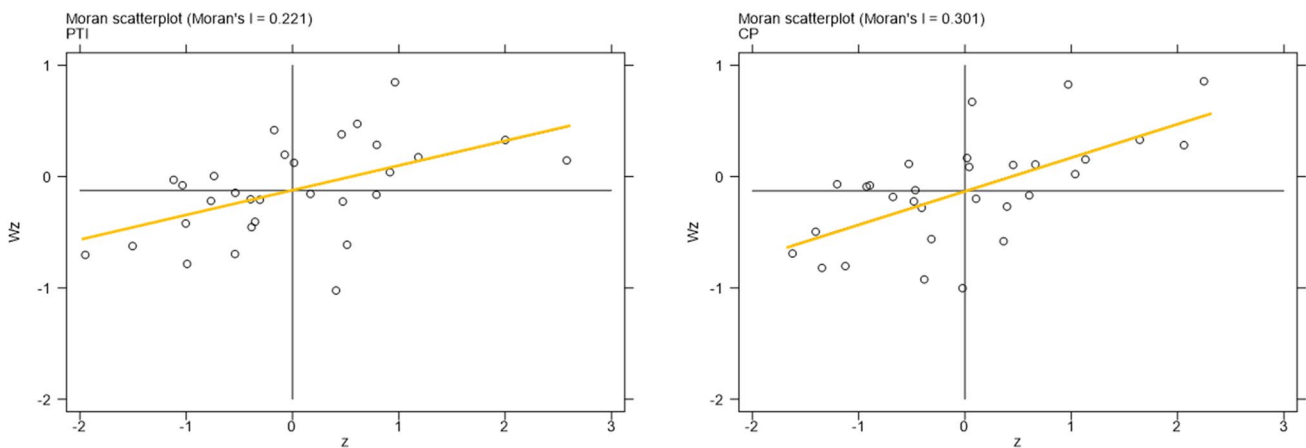 Moran scatterplot (Moran's I = 0.221)
PTI
1
0
-1
-2
Wz
-2
-1
0
1
2
3
z
Moran scatterplot (Moran's I = 0.301)
CP
1
0
-1
-2
Wz
-2
-1
0
1
2
3
z